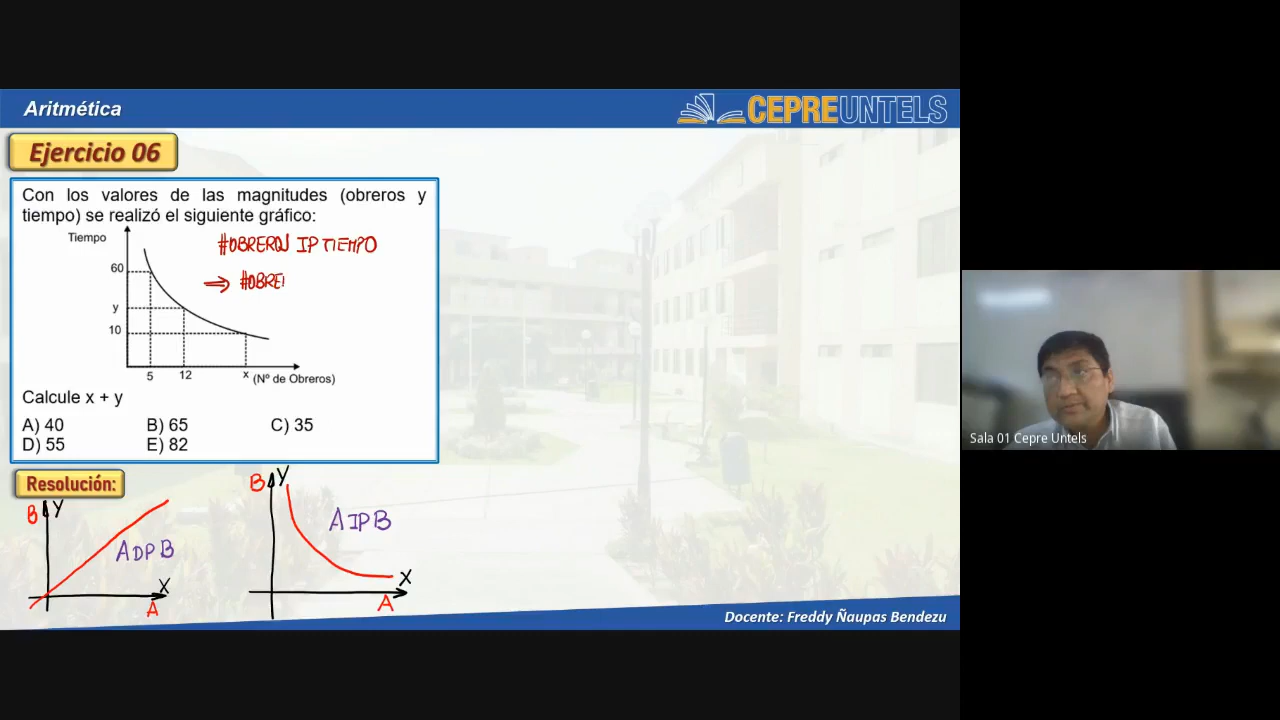 Aritmética
CEPREUNTELS
Ejercicio 06
Con los valores de las magnitudes (obreros y
tiempo) se realizó el siguiente gráfico:
Tiempo
#OBREROS IP TIEMPO
60
⇒ #OBRE
y
10
5 12 x (Nº de Obreros)
Calcule x + y
A) 40 B) 65 C) 35
D) 55 E) 82
Resolución:
B Y
A D P B
X
A
B Y
A I P B
X
A
Docente: Freddy Ñaupas Bendezu
Sala 01 Cepre Untels